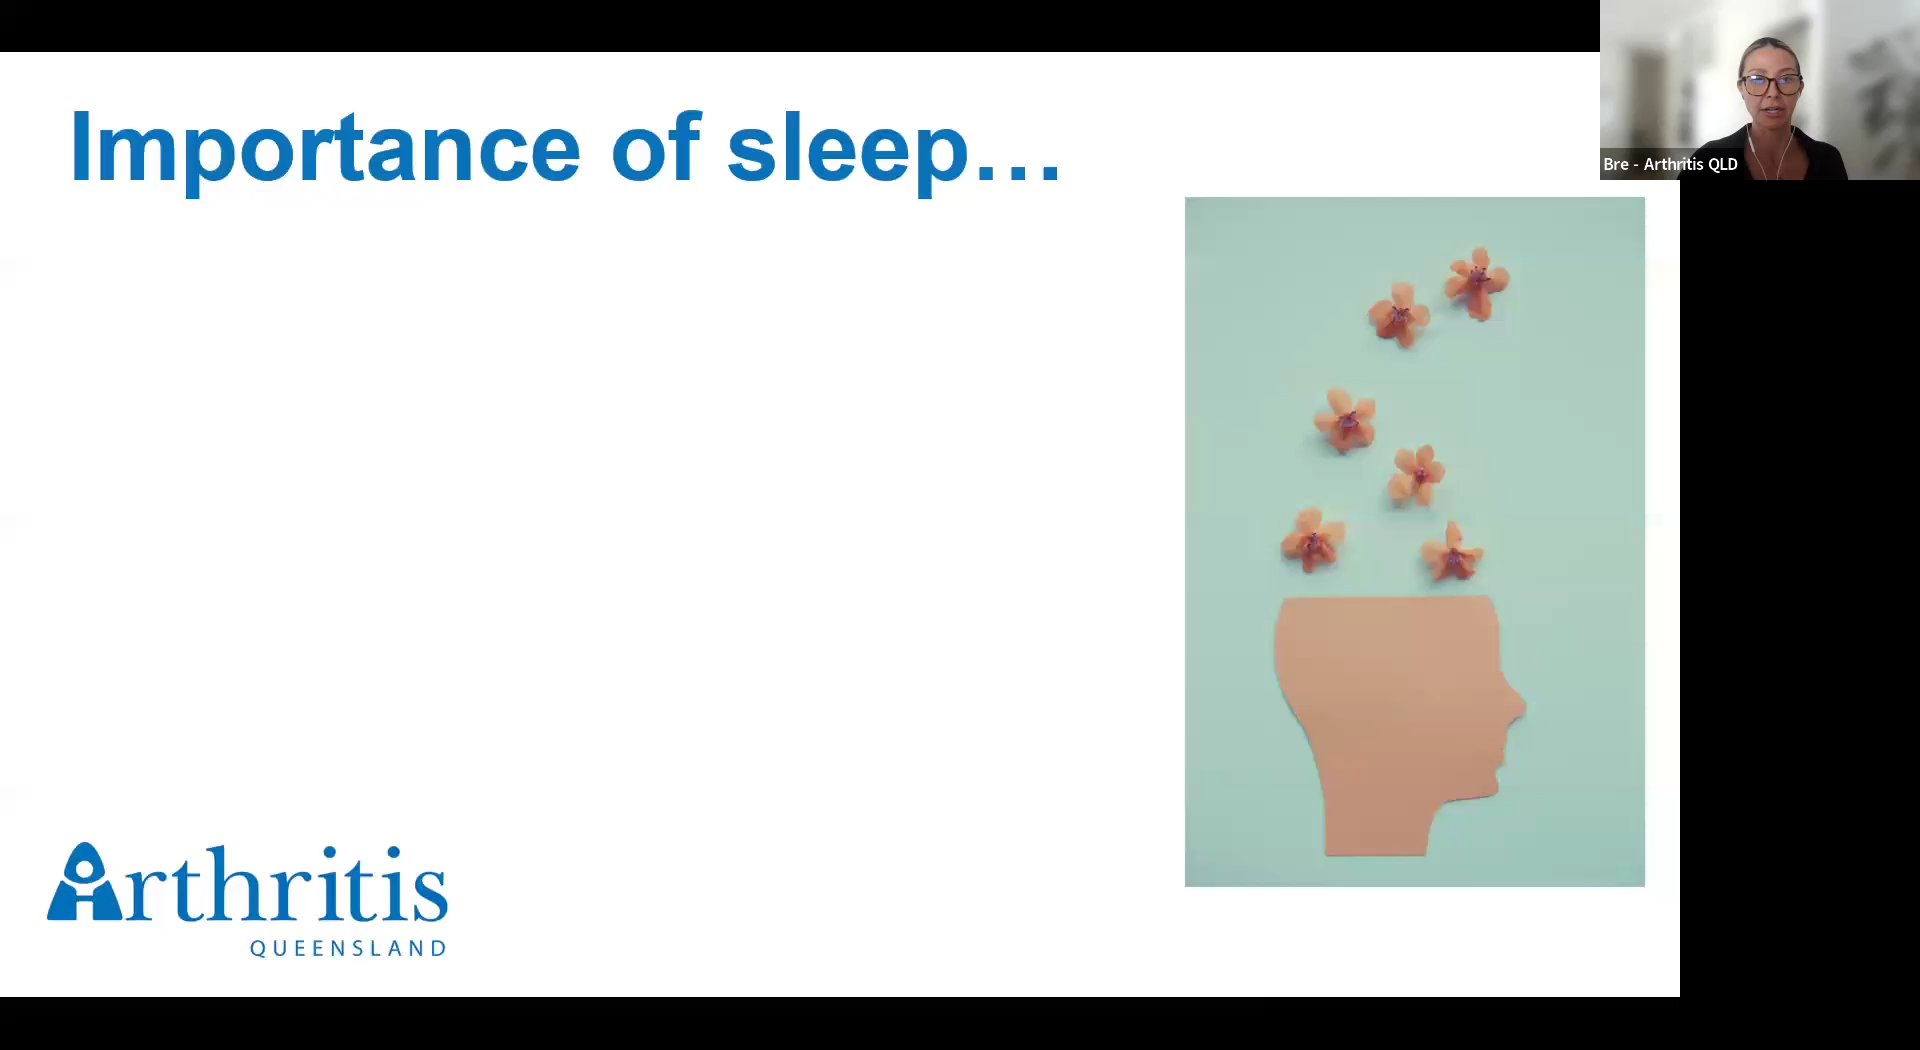 Importance of sleep…
Bre - Arthritis QLD
Arthritis
QUEENSLAND